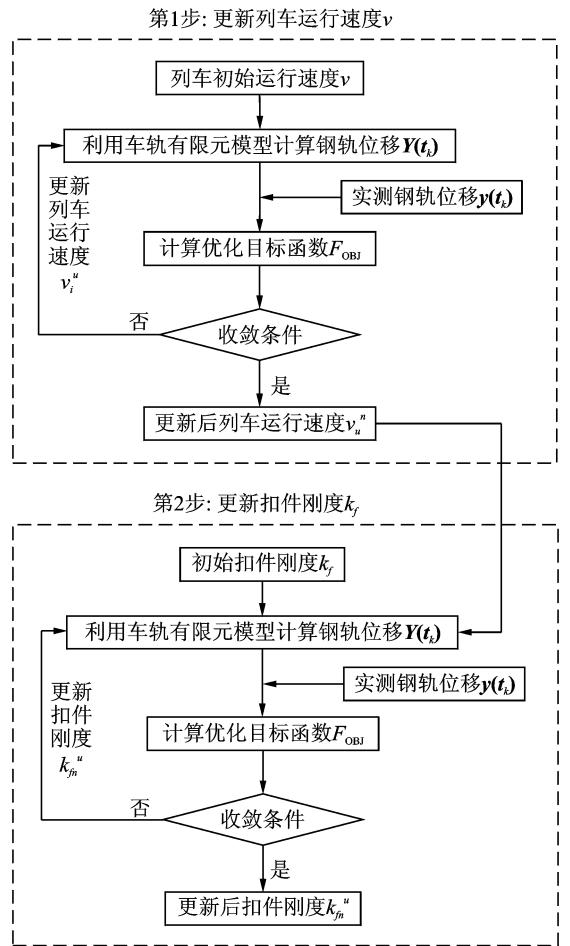 第1步: 更新列车运行速度v
列车初始运行速度v
利用车轨有限元模型计算钢轨位移Y(tₖ)
更新
列车
运行
速度
vᵢᵘ
实测钢轨位移y(tₖ)
计算优化目标函数F_OBJ
否
收敛条件
是
更新后列车运行速度vᵤⁿ
第2步: 更新扣件刚度k_f
初始扣件刚度k_f
利用车轨有限元模型计算钢轨位移Y(tₖ)
更新
扣件
刚度
k_fnᵘ
实测钢轨位移y(tₖ)
计算优化目标函数F_OBJ
否
收敛条件
是
更新后扣件刚度k_fnᵘ